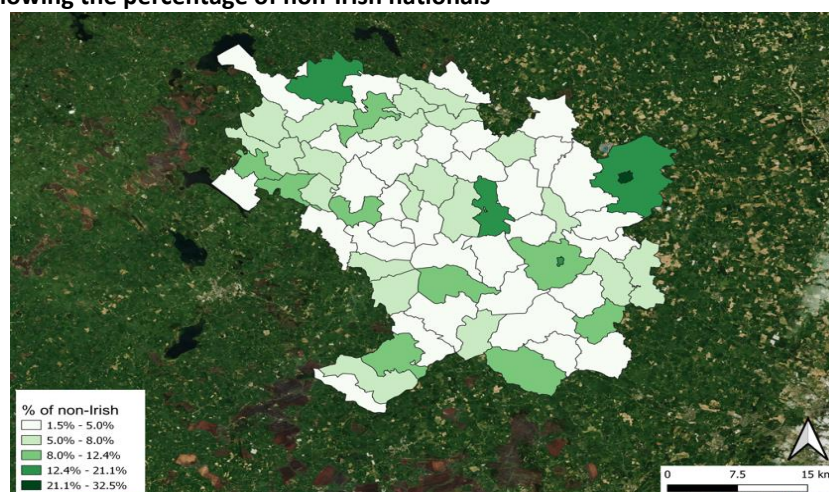 owing the percentage of non-Irish nationals
% of non-Irish
1.5% - 5.0%
5.0% - 8.0%
8.0% - 12.4%
12.4% - 21.1%
21.1% - 32.5%
0 7.5 15 km